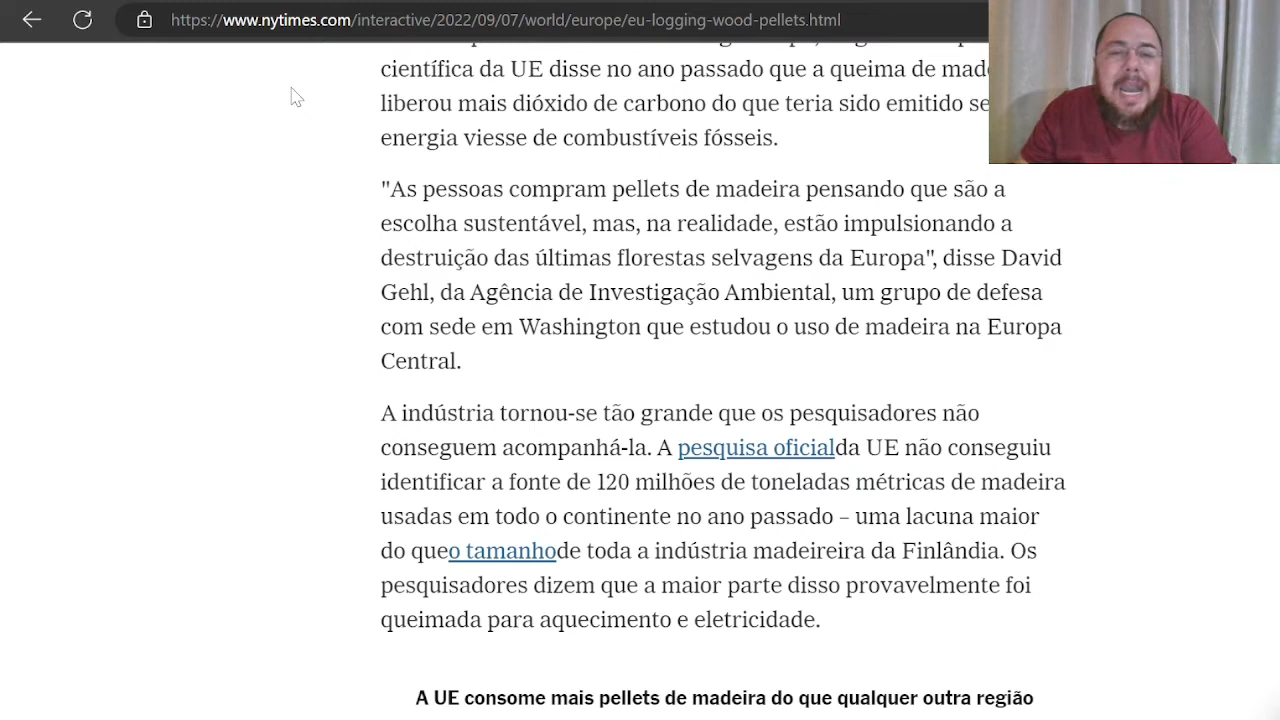 https://www.nytimes.com/interactive/2022/09/07/world/europe/eu-logging-wood-pellets.html
científica da UE disse no ano passado que a queima de
liberou mais dióxido de carbono do que teria sido emitido se
energia viesse de combustíveis fósseis.
"As pessoas compram pellets de madeira pensando que são a
escolha sustentável, mas, na realidade, estão impulsionando a
destruição das últimas florestas selvagens da Europa", disse David
Gehl, da Agência de Investigação Ambiental, um grupo de defesa
com sede em Washington que estudou o uso de madeira na Europa
Central.
A indústria tornou-se tão grande que os pesquisadores não
conseguem acompanhá-la. A pesquisa oficialda UE não conseguiu
identificar a fonte de 120 milhões de toneladas métricas de madeira
usadas em todo o continente no ano passado – uma lacuna maior
do queo tamanhode toda a indústria madeireira da Finlândia. Os
pesquisadores dizem que a maior parte disso provavelmente foi
queimada para aquecimento e eletricidade.
A UE consome mais pellets de madeira do que qualquer outra região